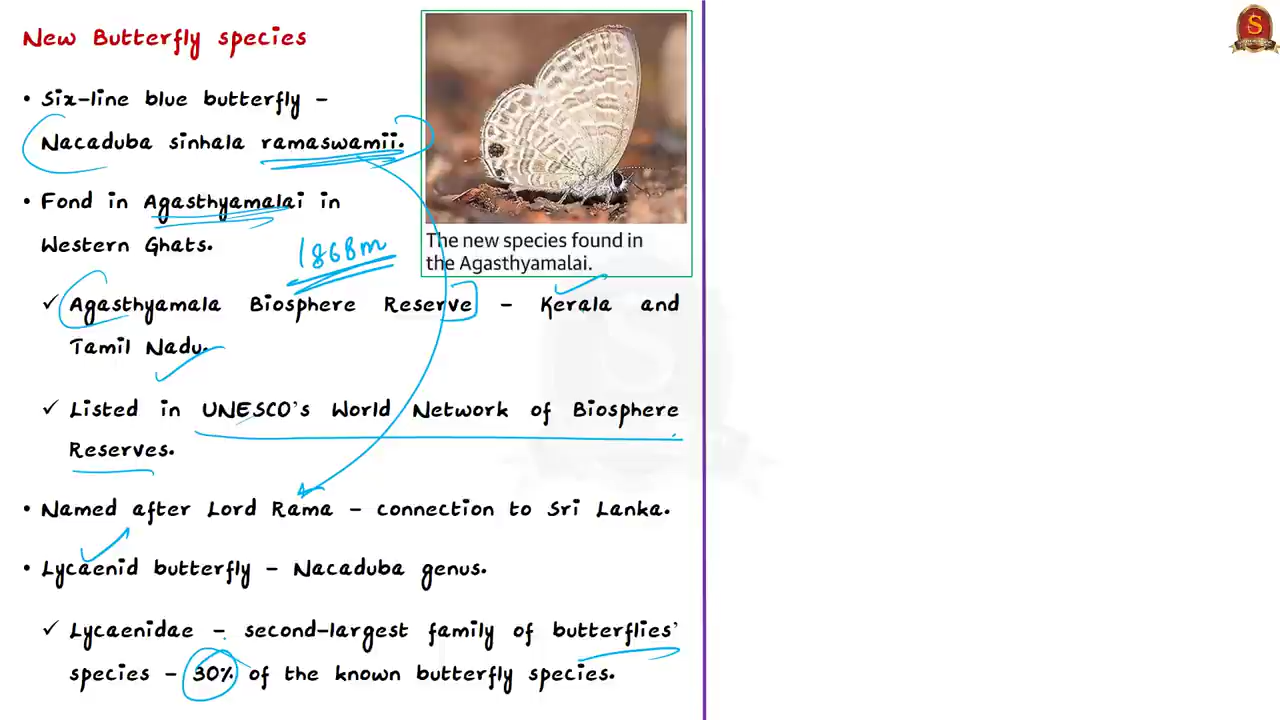 New Butterfly species
• Six-line blue butterfly –
Nacaduba sinhala ramaswamii.
• Fond in Agasthyamalai in
Western Ghats.
1868m
The new species found in
the Agasthyamalai.
✓ Agasthyamala Biosphere Reserve – Kerala and
Tamil Nadu.
✓ Listed in UNESCO's World Network of Biosphere
Reserves.
• Named after Lord Rama – connection to Sri Lanka.
• Lycaenid butterfly – Nacaduba genus.
✓ Lycaenidae – second-largest family of butterflies'
species – 30% of the known butterfly species.
S